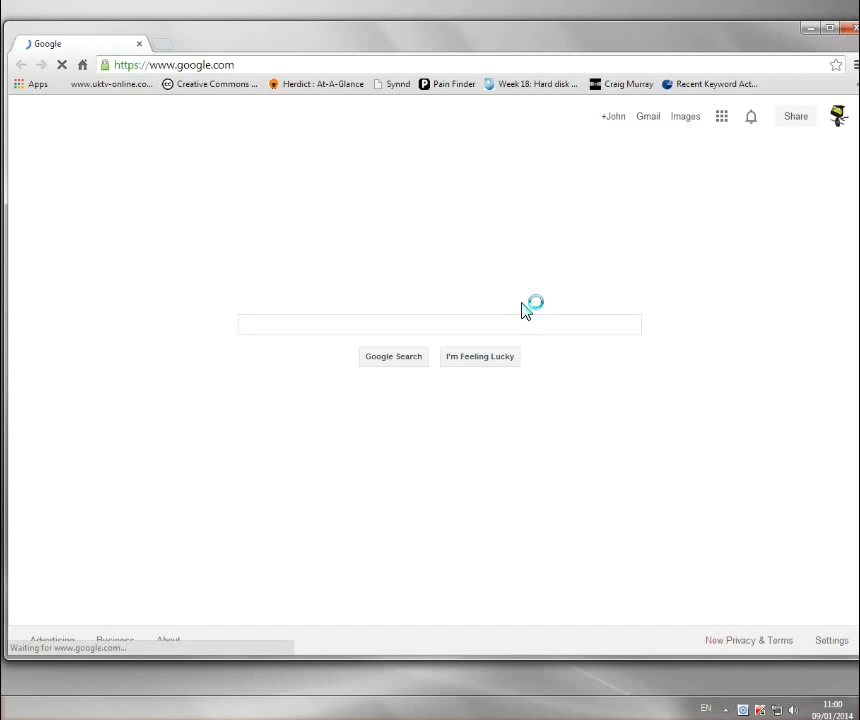 Google
https://www.google.com
Apps www.uktv-online.co... Creative Commons ... Herdict : At-A-Glance Synnd Pain Finder Week 18: Hard disk ... Craig Murray Recent Keyword Act...
+John Gmail Images Share
Google Search I'm Feeling Lucky
Advertising Business About New Privacy & Terms Settings
Waiting for www.google.com...
EN 11:00
09/01/2014